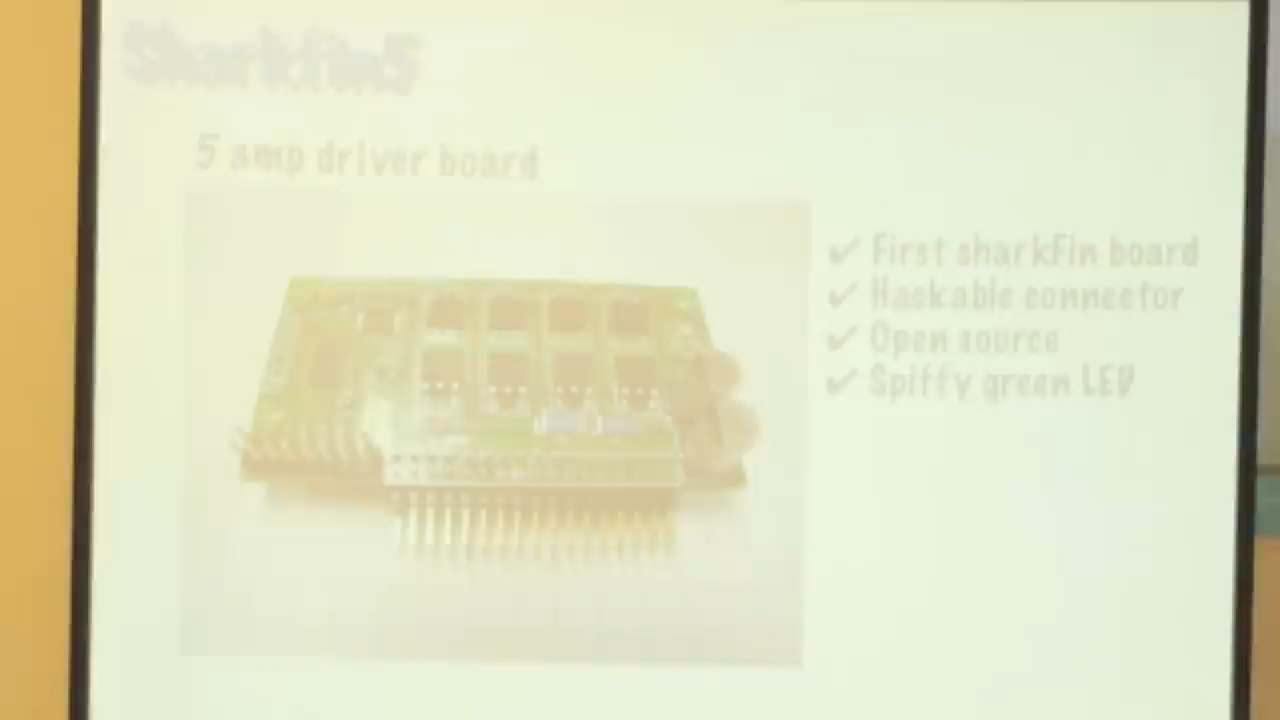 SharkFin5
5 amp driver board
✔ First sharkFin board
✔ Hackable connector
✔ Open source
✔ Spiffy green LED